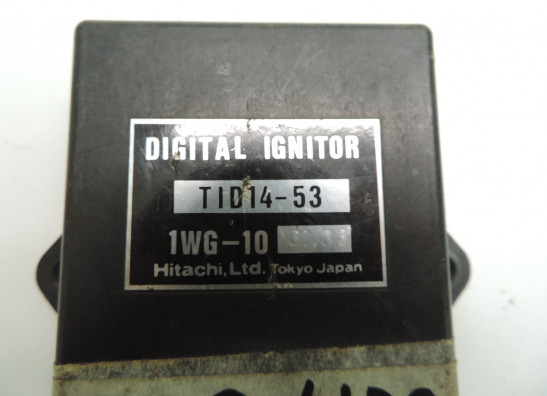 DIGITAL IGNITOR
TID14-53
1WG-10
Hitachi, Ltd. Tokyo Japan